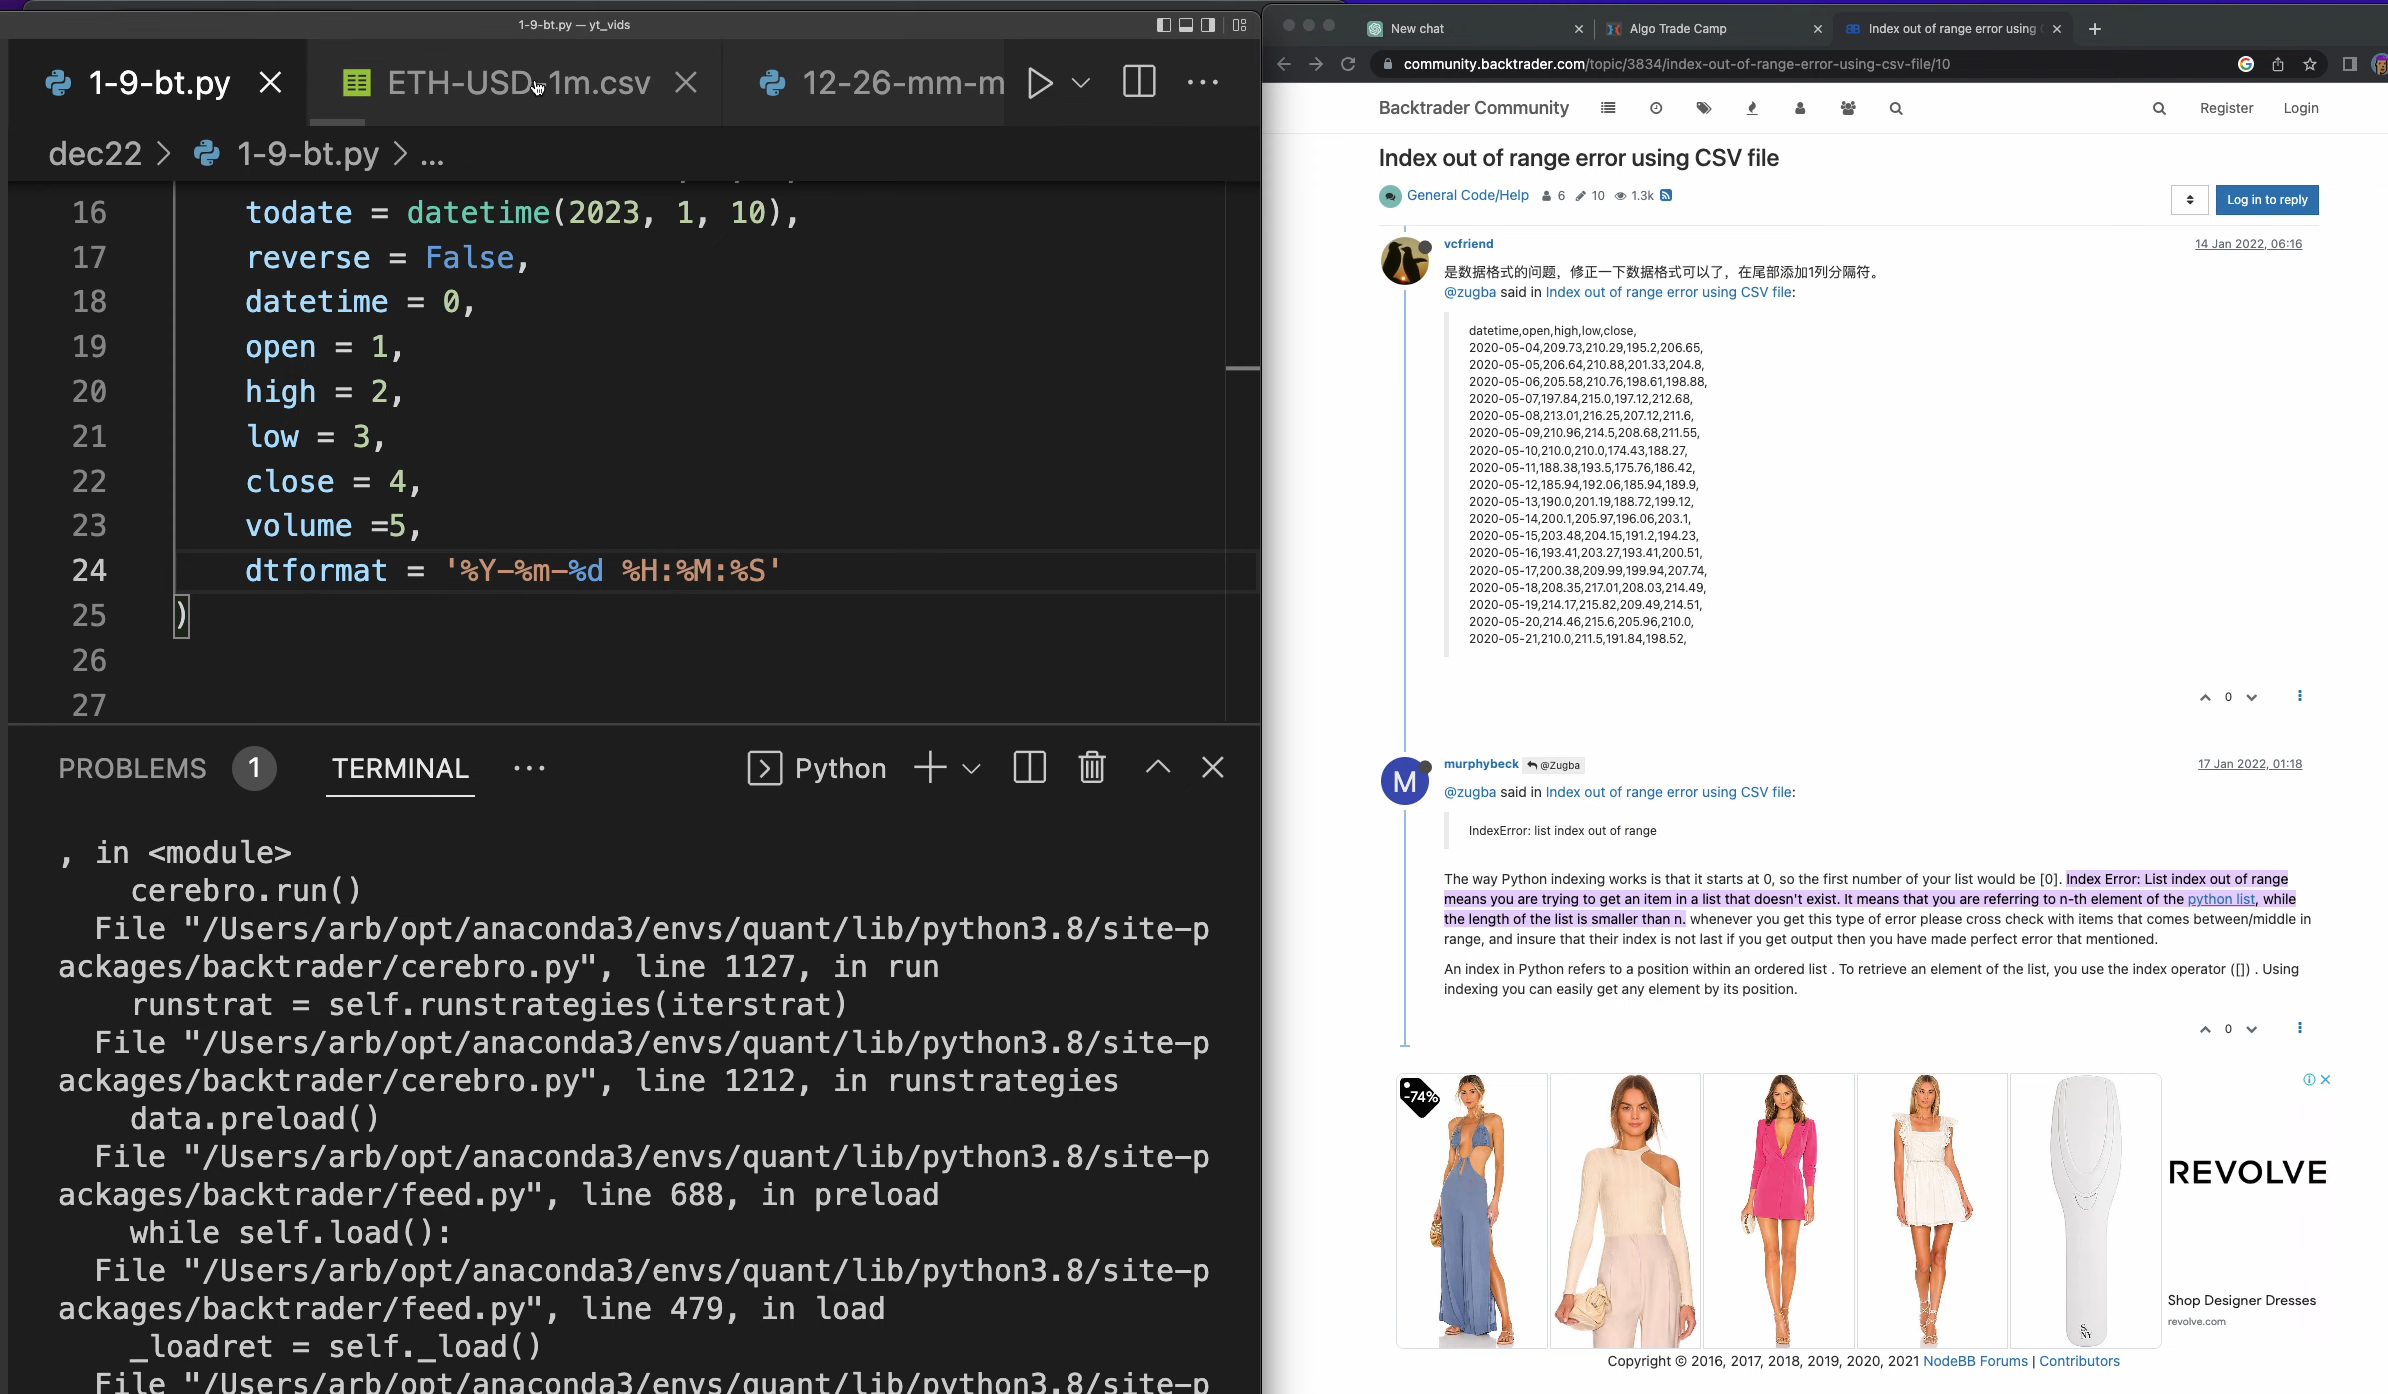 1-9-bt.py — yt_vids
1-9-bt.py
ETH-USD-1m.csv
12-26-mm-m
dec22 > 1-9-bt.py > ...
16 todate = datetime(2023, 1, 10),
17 reverse = False,
18 datetime = 0,
19 open = 1,
20 high = 2,
21 low = 3,
22 close = 4,
23 volume =5,
24 dtformat = '%Y-%m-%d %H:%M:%S'
25 )
26
27
PROBLEMS 1 TERMINAL ... Python
, in <module>
cerebro.run()
File "/Users/arb/opt/anaconda3/envs/quant/lib/python3.8/site-p
ackages/backtrader/cerebro.py", line 1127, in run
runstrat = self.runstrategies(iterstrat)
File "/Users/arb/opt/anaconda3/envs/quant/lib/python3.8/site-p
ackages/backtrader/cerebro.py", line 1212, in runstrategies
data.preload()
File "/Users/arb/opt/anaconda3/envs/quant/lib/python3.8/site-p
ackages/backtrader/feed.py", line 688, in preload
while self.load():
File "/Users/arb/opt/anaconda3/envs/quant/lib/python3.8/site-p
ackages/backtrader/feed.py", line 479, in load
_loadret = self._load()
File "/Users/arb/opt/anaconda3/envs/quant/lib/python3.8/site-p
New chat
Algo Trade Camp
Index out of range error using
community.backtrader.com/topic/3834/index-out-of-range-error-using-csv-file/10
Backtrader Community
Register Login
Index out of range error using CSV file
General Code/Help 6 10 1.3k
Log in to reply
vcfriend
14 Jan 2022, 06:16
是数据格式的问题，修正一下数据格式可以了，在尾部添加1列分隔符。
@zugba said in Index out of range error using CSV file:
datetime,open,high,low,close,
2020-05-04,209.73,210.29,195.2,206.65,
2020-05-05,206.64,210.88,201.33,204.8,
2020-05-06,205.58,210.76,198.61,198.88,
2020-05-07,197.84,215.0,197.12,212.68,
2020-05-08,213.01,216.25,207.12,211.6,
2020-05-09,210.96,214.5,208.68,211.55,
2020-05-10,210.0,210.0,174.43,188.27,
2020-05-11,188.38,193.5,175.76,186.42,
2020-05-12,185.94,192.06,185.94,189.9,
2020-05-13,190.0,201.19,188.72,199.12,
2020-05-14,200.1,205.97,196.06,203.1,
2020-05-15,203.48,204.15,191.2,194.23,
2020-05-16,193.41,203.27,193.41,200.51,
2020-05-17,200.38,209.99,199.94,207.74,
2020-05-18,208.35,217.01,208.03,214.49,
2020-05-19,214.17,215.82,209.49,214.51,
2020-05-20,214.46,215.6,205.96,210.0,
2020-05-21,210.0,211.5,191.84,198.52,
0
M
murphybeck @Zugba
17 Jan 2022, 01:18
@zugba said in Index out of range error using CSV file:
IndexError: list index out of range
The way Python indexing works is that it starts at 0, so the first number of your list would be [0]. Index Error: List index out of range
means you are trying to get an item in a list that doesn't exist. It means that you are referring to n-th element of the python list, while
the length of the list is smaller than n. whenever you get this type of error please cross check with items that comes between/middle in
range, and insure that their index is not last if you get output then you have made perfect error that mentioned.
An index in Python refers to a position within an ordered list . To retrieve an element of the list, you use the index operator ([]) . Using
indexing you can easily get any element by its position.
0
-74%
REVOLVE
Shop Designer Dresses
revolve.com
Copyright © 2016, 2017, 2018, 2019, 2020, 2021 NodeBB Forums | Contributors